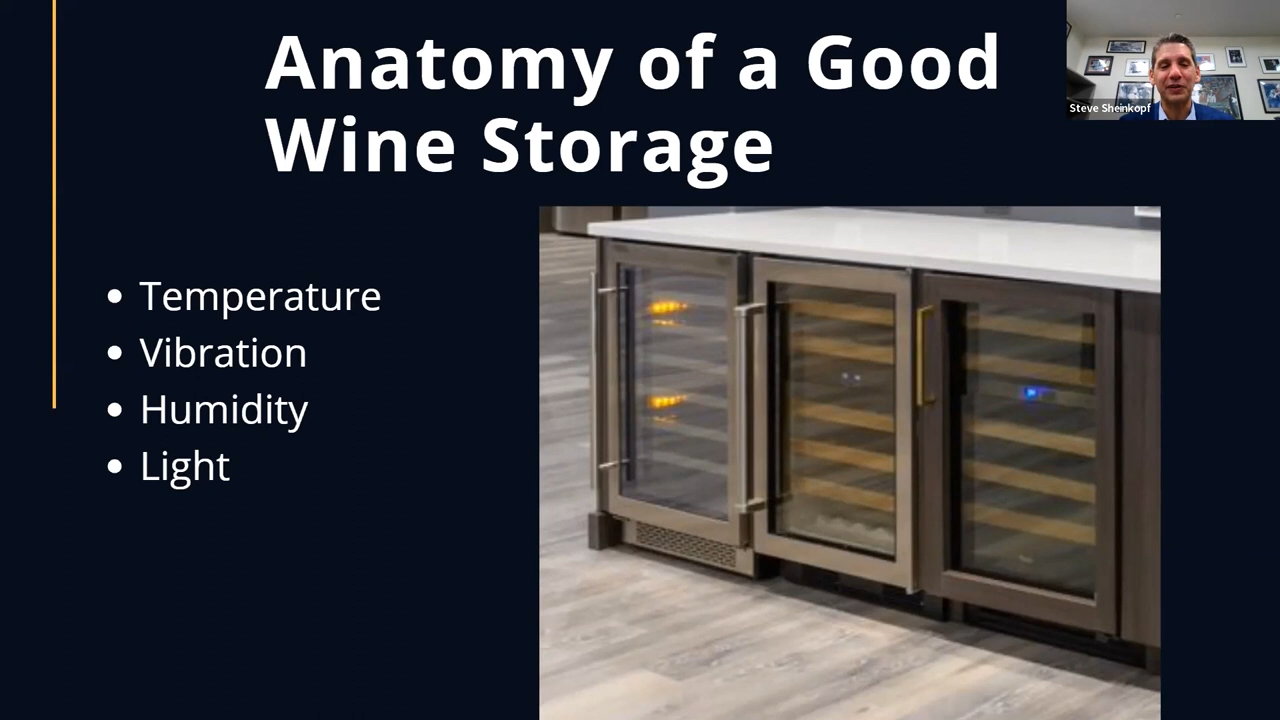 Anatomy of a Good
Wine Storage
Steve Sheinkopf
• Temperature
• Vibration
• Humidity
• Light